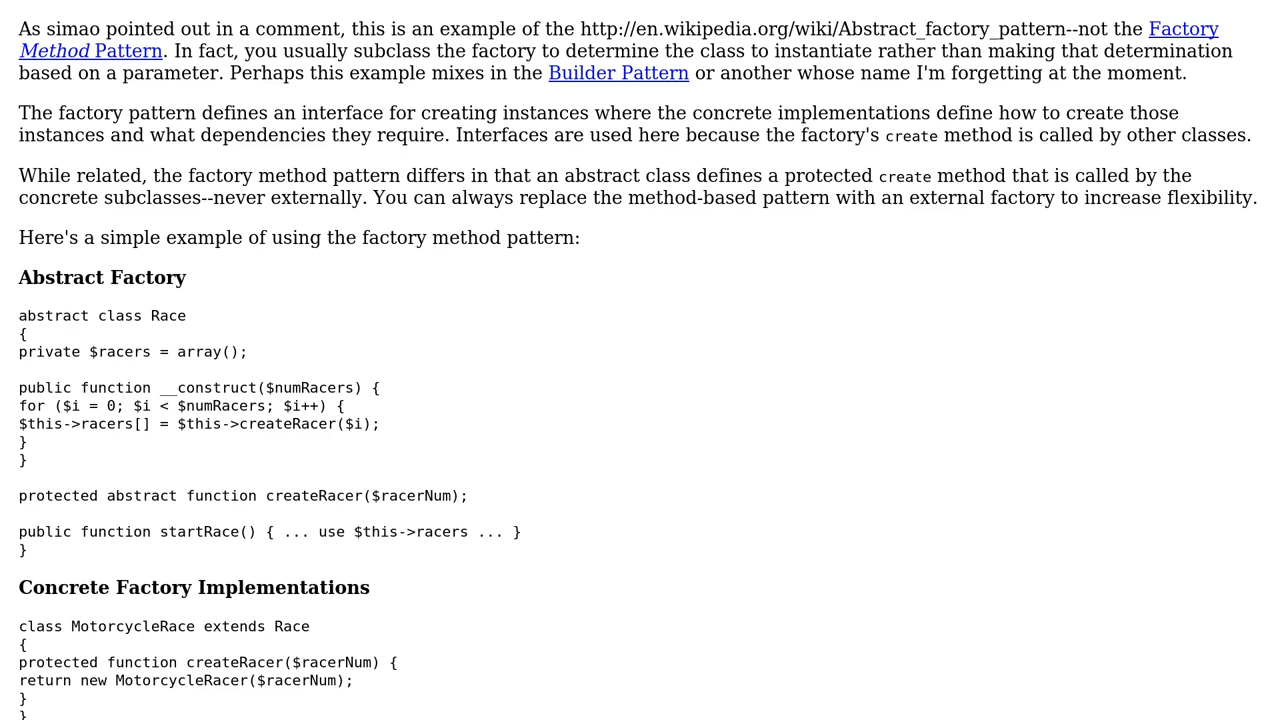 As simao pointed out in a comment, this is an example of the http://en.wikipedia.org/wiki/Abstract_factory_pattern--not the Factory
Method Pattern. In fact, you usually subclass the factory to determine the class to instantiate rather than making that determination
based on a parameter. Perhaps this example mixes in the Builder Pattern or another whose name I'm forgetting at the moment.
The factory pattern defines an interface for creating instances where the concrete implementations define how to create those
instances and what dependencies they require. Interfaces are used here because the factory's create method is called by other classes.
While related, the factory method pattern differs in that an abstract class defines a protected create method that is called by the
concrete subclasses--never externally. You can always replace the method-based pattern with an external factory to increase flexibility.
Here's a simple example of using the factory method pattern:
Abstract Factory
abstract class Race
{
private $racers = array();
public function __construct($numRacers) {
for ($i = 0; $i < $numRacers; $i++) {
$this->racers[] = $this->createRacer($i);
}
}
protected abstract function createRacer($racerNum);
public function startRace() { ... use $this->racers ... }
}
Concrete Factory Implementations
class MotorcycleRace extends Race
{
protected function createRacer($racerNum) {
return new MotorcycleRacer($racerNum);
}
}